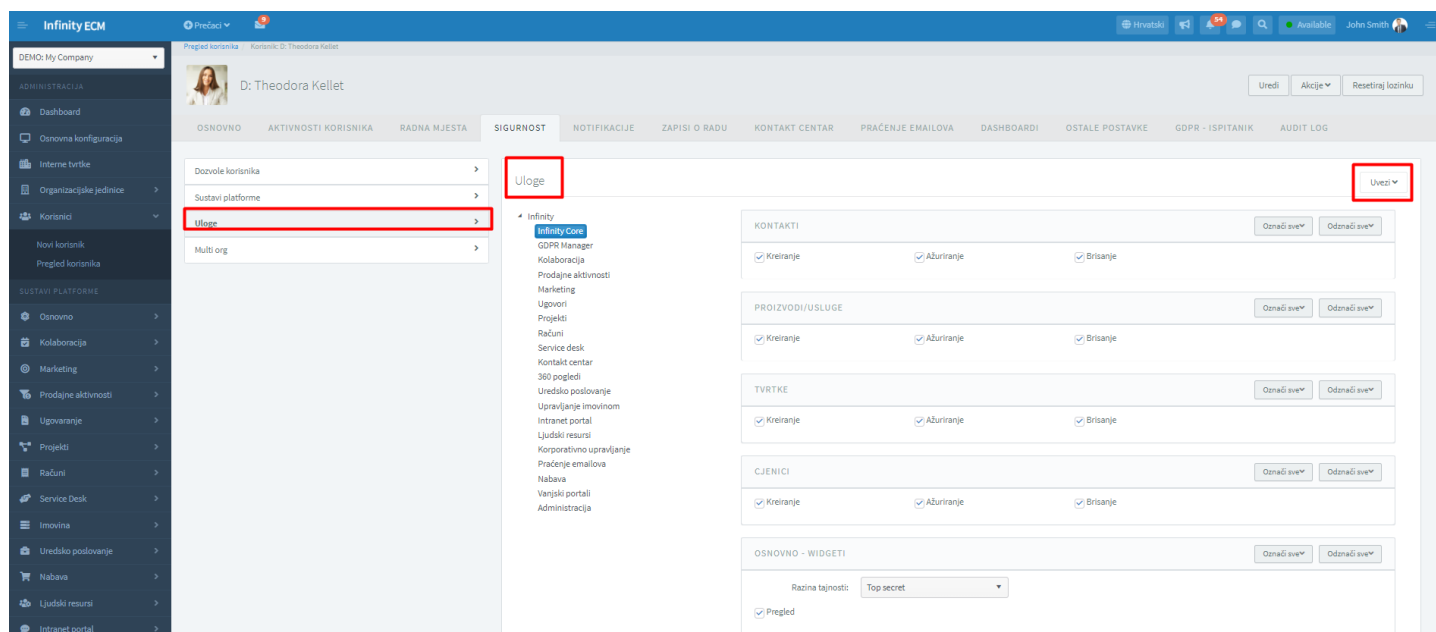 Infinity ECM
Prečaci
9
Hrvatski
54
Available
John Smith
DEMO: My Company
Pregled korisnika / Korisnik: D: Theodora Kellet
D: Theodora Kellet
Uredi
Akcije
Resetiraj lozinku
ADMINISTRACIJA
Dashboard
Osnovna konfiguracija
Interne tvrtke
Organizacijske jedinice
Korisnici
Novi korisnik
Pregled korisnika
SUSTAVI PLATFORME
Osnovno
Kolaboracija
Marketing
Prodajne aktivnosti
Ugovaranje
Projekti
Računi
Service Desk
Imovina
Uredsko poslovanje
Nabava
Ljudski resursi
Intranet portal
OSNOVNO
AKTIVNOSTI KORISNIKA
RADNA MJESTA
SIGURNOST
NOTIFIKACIJE
ZAPISI O RADU
KONTAKT CENTAR
PRAĆENJE EMAILOVA
DASHBOARDI
OSTALE POSTAVKE
GDPR - ISPITANIK
AUDIT LOG
Dozvole korisnika
Sustavi platforme
Uloge
Multi org
Uloge
Uvezi
Infinity
Infinity Core
GDPR Manager
Kolaboracija
Prodajne aktivnosti
Marketing
Ugovori
Projekti
Računi
Service desk
Kontakt centar
360 pogledi
Uredsko poslovanje
Upravljanje imovinom
Intranet portal
Ljudski resursi
Korporativno upravljanje
Praćenje emailova
Nabava
Vanjski portali
Administracija
KONTAKTI
Označi sve
Odznači sve
Kreiranje
Ažuriranje
Brisanje
PROIZVODI/USLUGE
Označi sve
Odznači sve
Kreiranje
Ažuriranje
Brisanje
TVRTKE
Označi sve
Odznači sve
Kreiranje
Ažuriranje
Brisanje
CJENICI
Označi sve
Odznači sve
Kreiranje
Ažuriranje
Brisanje
OSNOVNO - WIDGETI
Označi sve
Odznači sve
Razina tajnosti:
Top secret
Pregled